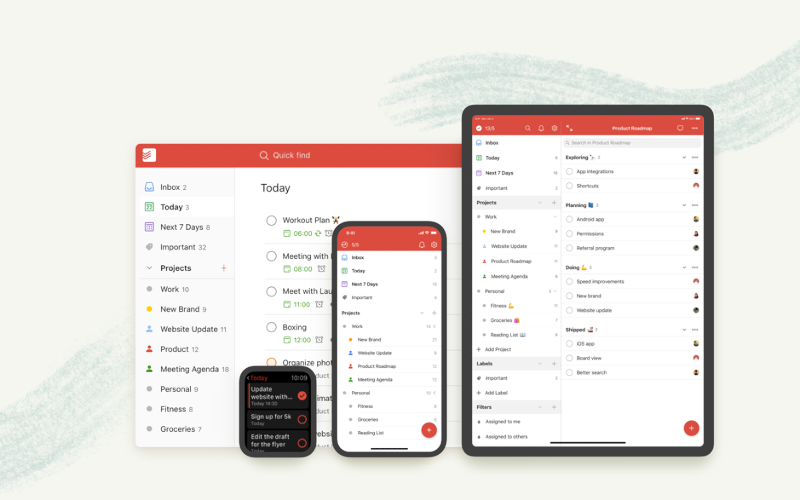 Quick find
Inbox 2
Today 3
Next 7 Days 8
Important 32
Projects +
Work 10
New Brand 9
Website Update 11
Product 12
Meeting Agenda 18
Personal 9
Fitness 8
Groceries 7
Today
Workout Plan
06:00
Meeting with
08:00
Meet with Lau
11:00
Boxing
12:00
Organize phot
Today 10:09
Update
website with...
Today 19:30
Sign up for 5k
Today
Edit the draft
for the flyer
5/5
Inbox
Today
Next 7 Days
Important
Projects
Work
New Brand
Website Update
Product Roadmap
Meeting Agenda
Personal
Fitness
Groceries
Reading List
Product Roadmap
Inbox
Today
Next 7 Days
Important
Projects
Work
New Brand
Website Update
Product Roadmap
Meeting Agenda
Personal
Fitness
Groceries
Reading List
+ Add Project
Labels
Important
+ Add Label
Filters
Assigned to me
Assigned to others
Search in Product Roadmap
Exploring
App integrations
Shortcuts
Planning
Android app
Permissions
Referral program
Doing
Speed improvements
New brand
Website update
Shipped
iOS app
Board view
Better search